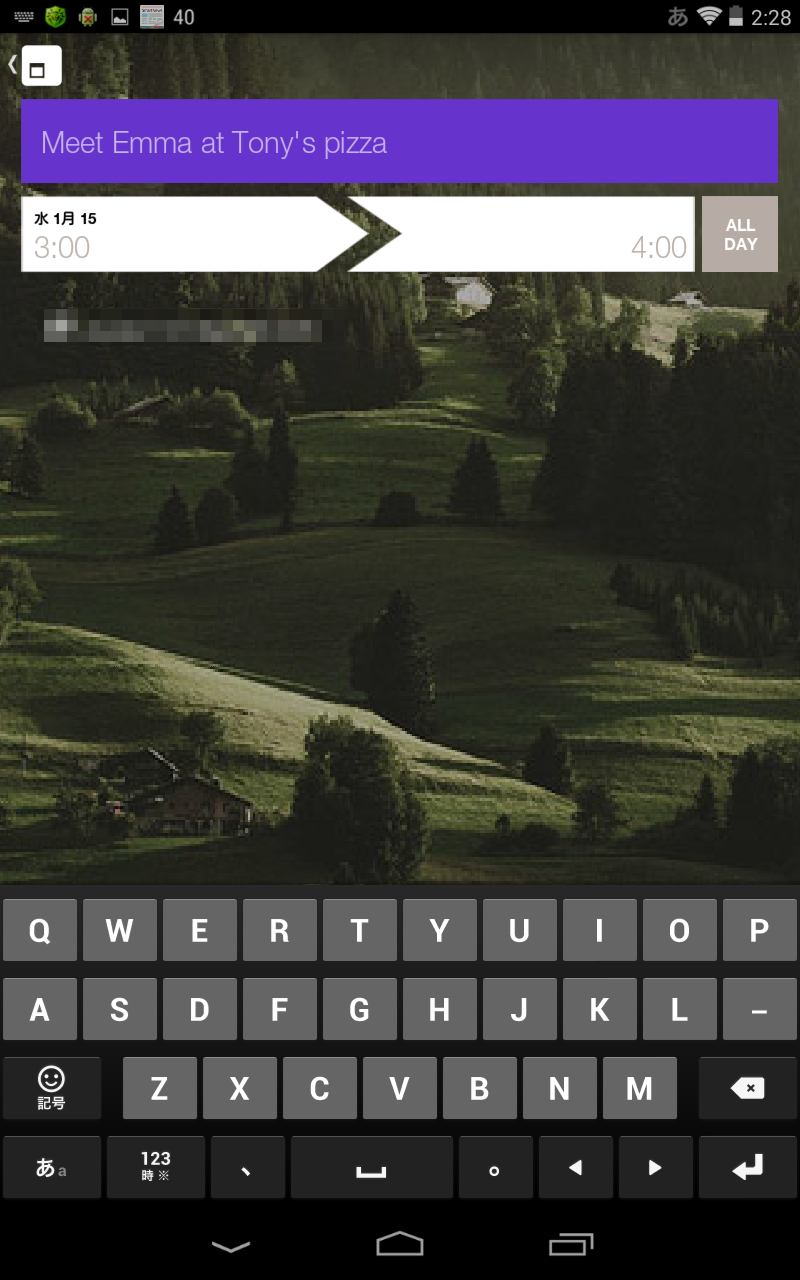 40
あ
2:28
Meet Emma at Tony's pizza
水 1月 15
3:00
4:00
ALL
DAY
Q W E R T Y U I O P
A S D F G H J K L –
記号
Z X C V B N M
あa
123
時 ※
、
。